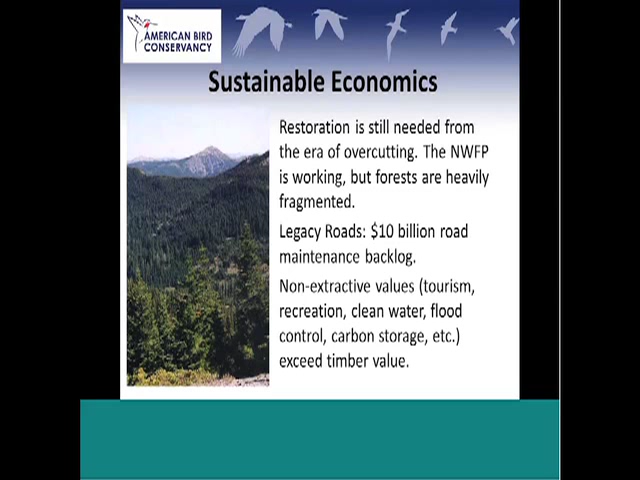 AMERICAN BIRD
CONSERVANCY
Sustainable Economics
Restoration is still needed from
the era of overcutting. The NWFP
is working, but forests are heavily
fragmented.
Legacy Roads: $10 billion road
maintenance backlog.
Non-extractive values (tourism,
recreation, clean water, flood
control, carbon storage, etc.)
exceed timber value.